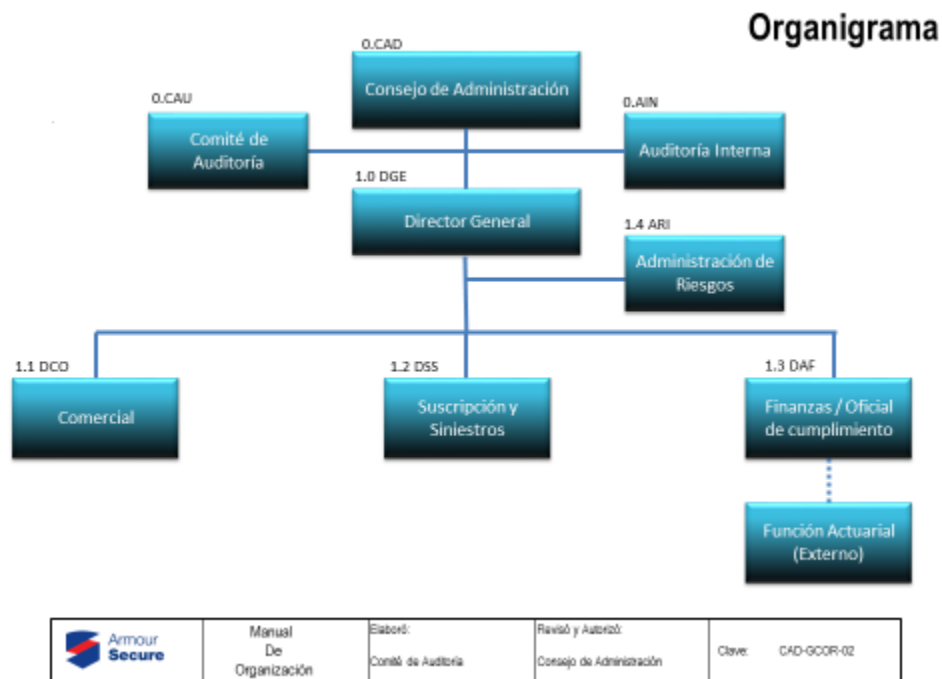 Organigrama
0.CAD
Consejo de Administración
0.CAU
Comité de
Auditoría
0.AIN
Auditoría Interna
1.0 DGE
Director General
1.4 ARI
Administración de
Riesgos
1.1 DCO
Comercial
1.2 DSS
Suscripción y
Siniestros
1.3 DAF
Finanzas / Oficial
de cumplimiento
Función Actuarial
(Externo)
Armour
Secure
Manual
De
Organización
Elaboró:
Comité de Auditoría
Revisó y Autorizó:
Consejo de Administración
Clave: CAD-GCOR-02